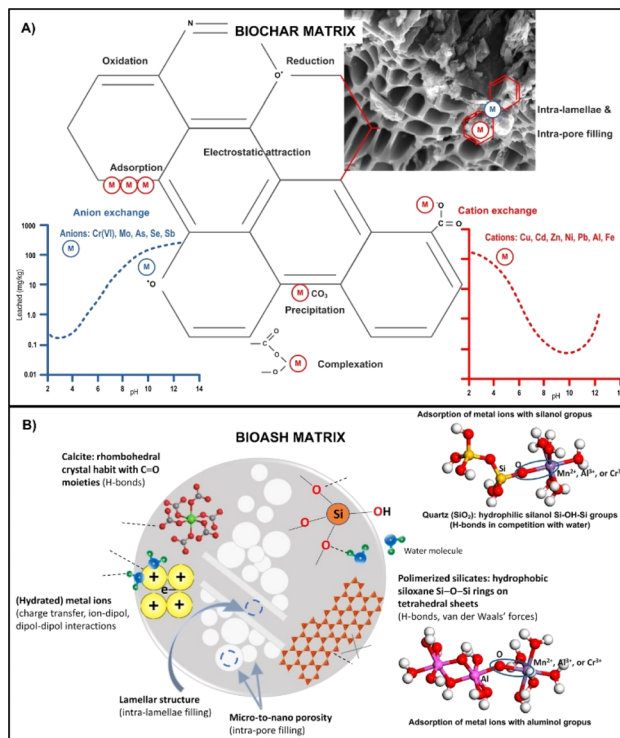 A)
BIOCHAR MATRIX
N
Oxidation
Reduction
O⁺
M
M
Intra-lamellae &
Intra-pore filling
Electrostatic attraction
Adsorption
M M M
Anion exchange
Anions: Cr(VI), Mo, As, Se, Sb
M
M
⁺O
Leached (mg/kg)
1000
100
10
1.0
0.1
0.01
2 4 6 8 10 12 14
pH
M
O
C=O
Cation exchange
Cations: Cu, Cd, Zn, Ni, Pb, Al, Fe
M
2 4 6 8 10 12 14
pH
M CO₃
Precipitation
O
C
O
O
M Complexation
B)
BIOASH MATRIX
Calcite: rhombohedral
crystal habit with C=O
moieties (H-bonds)
Si
O
O
O
OH
Water molecule
+ +
e-
+ +
(Hydrated) metal ions
(charge transfer, ion-dipol,
dipol-dipol interactions
Lamellar structure
(intra-lamellae filling)
Micro-to-nano porosity
(intra-pore filling)
Adsorption of metal ions with silanol gropus
O
Si
Mn²⁺, Al³⁺, or Cr³
Quartz (SiO₂): hydrophilic silanol Si-OH-Si groups
(H-bonds in competition with water)
Polimerized silicates: hydrophobic
siloxane Si–O–Si rings on
tetrahedral sheets
(H-bonds, van der Waals' forces)
O
Al
Mn²⁺, Al³⁺, or Cr³⁺
Adsorption of metal ions with aluminol gropus